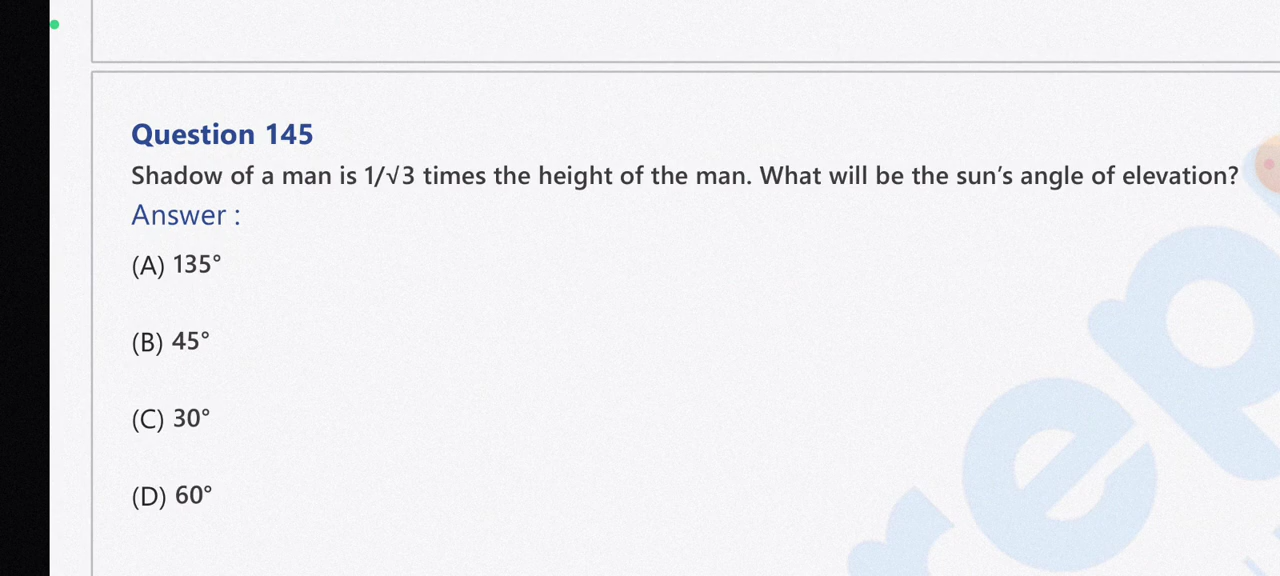 Question 145
Shadow of a man is 1/√3 times the height of the man. What will be the sun’s angle of elevation?
Answer :
(A) 135°
(B) 45°
(C) 30°
(D) 60°
rep